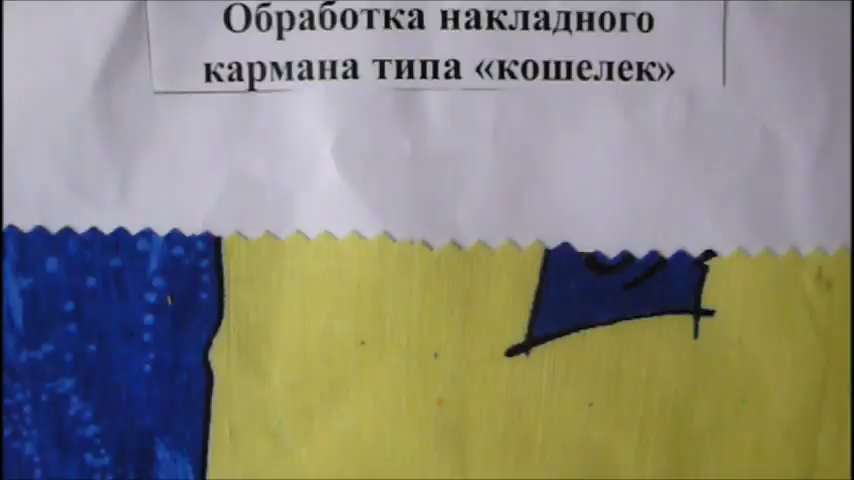 Обработка накладного
кармана типа «кошелек»